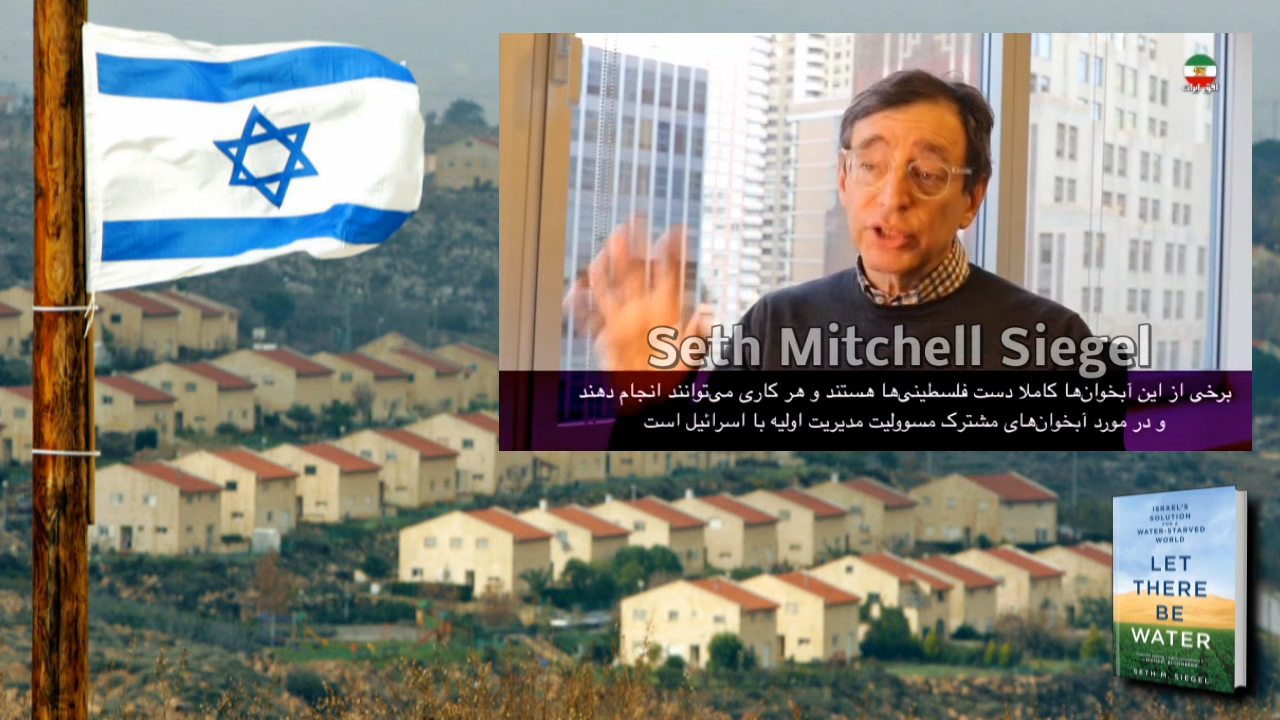 افق ایران
Seth Mitchell Siegel
برخی از این آبخوان‌ها کاملا دست فلسطینی‌ها هستند و هر کاری می‌توانند انجام دهند
و در مورد آبخوان‌های مشترک مسوولیت مدیریت اولیه با اسرائیل است
ISRAEL'S
SOLUTION
FOR A
WATER-STARVED
WORLD
LET
THERE
BE
WATER
SETH M. SIEGEL